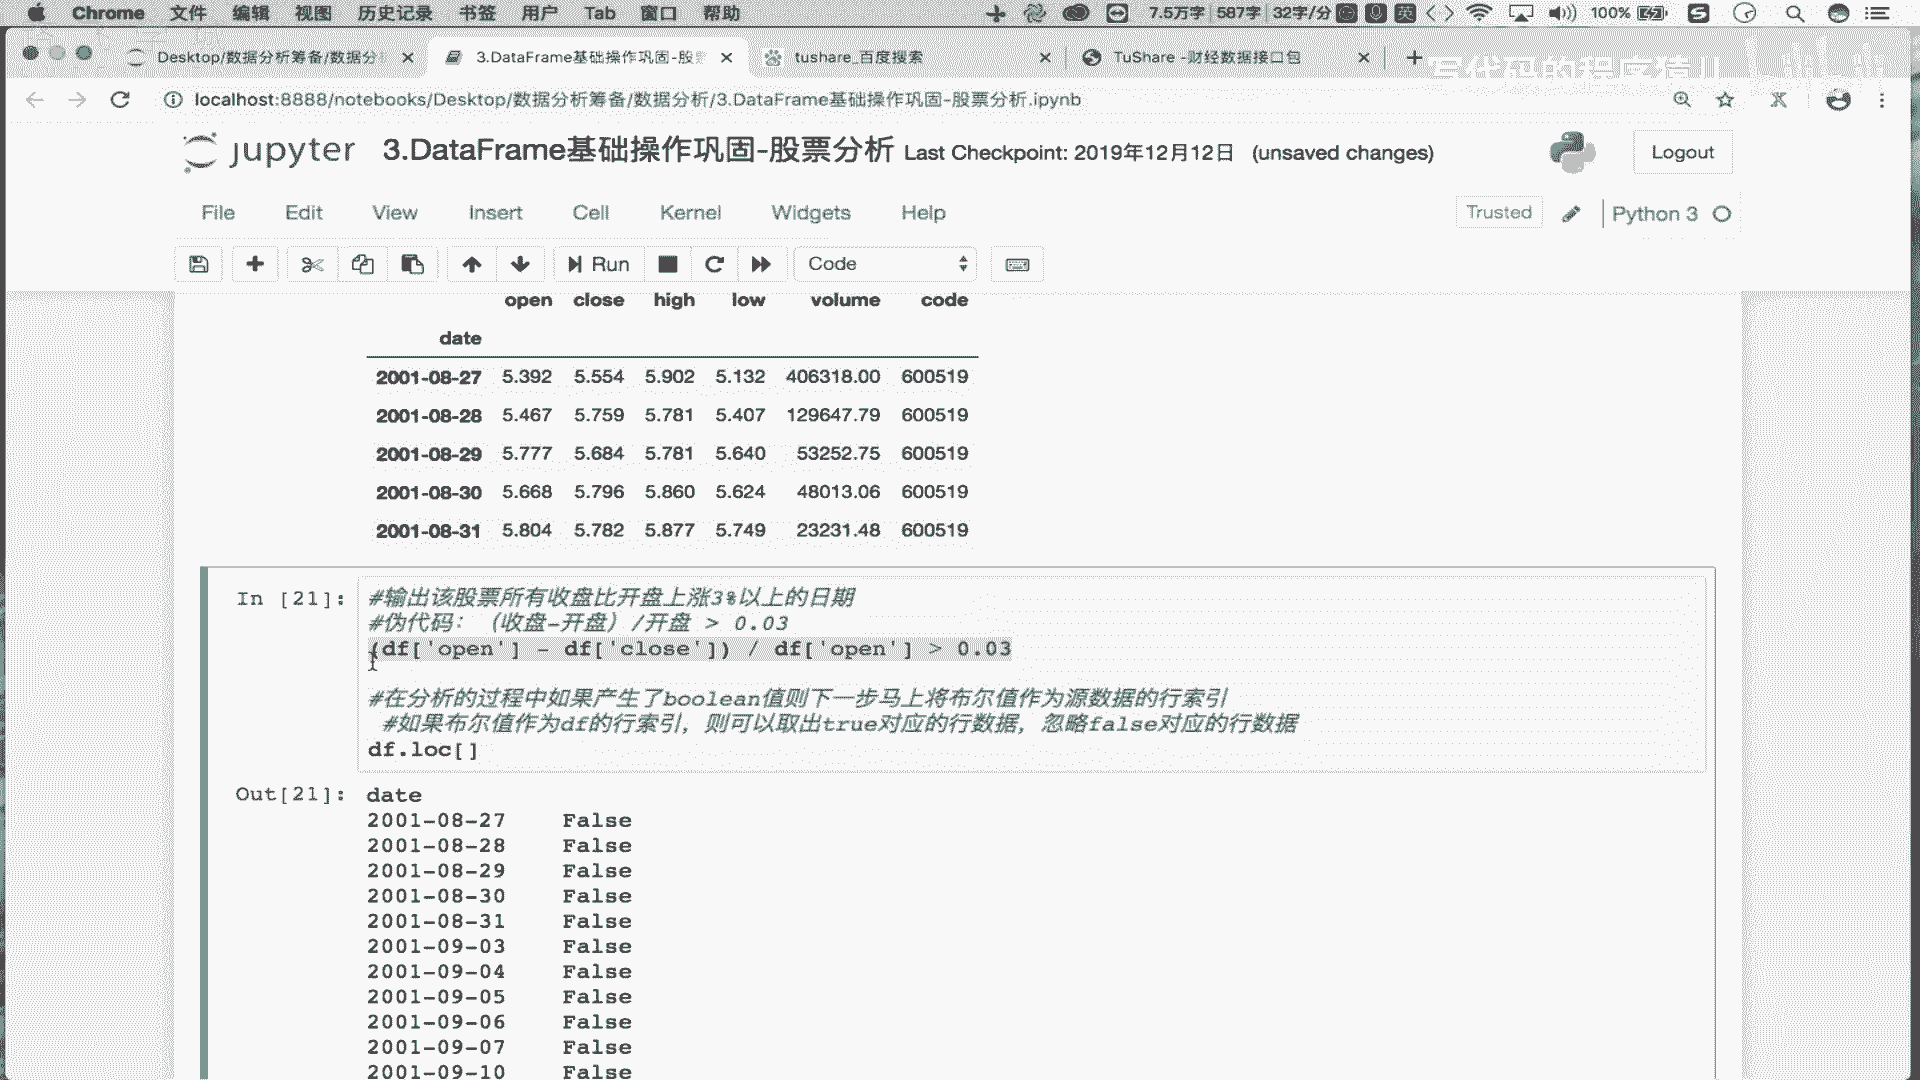 Chrome 文件 编辑 视图 历史记录 书签 用户 Tab 窗口 帮助 7.5万字 587字 32字/分 英 100%
Desktop/数据分析筹备/数据分析 3.DataFrame基础操作巩固-股票 tushare_百度搜索 TuShare -财经数据接口包
写代码的程序猿儿 bilibili
localhost:8888/notebooks/Desktop/数据分析筹备/数据分析/3.DataFrame基础操作巩固-股票分析.ipynb
jupyter 3.DataFrame基础操作巩固-股票分析 Last Checkpoint: 2019年12月12日 (unsaved changes) Logout
File Edit View Insert Cell Kernel Widgets Help Trusted Python 3
Run Code
open close high low volume code
date
2001-08-27 5.392 5.554 5.902 5.132 406318.00 600519
2001-08-28 5.467 5.759 5.781 5.407 129647.79 600519
2001-08-29 5.777 5.684 5.781 5.640 53252.75 600519
2001-08-30 5.668 5.796 5.860 5.624 48013.06 600519
2001-08-31 5.804 5.782 5.877 5.749 23231.48 600519
In [21]: #输出该股票所有收盘比开盘上涨3%以上的日期
#伪代码：（收盘-开盘）/开盘 > 0.03
(df['open'] - df['close']) / df['open'] > 0.03
#在分析的过程中如果产生了boolean值则下一步马上将布尔值作为源数据的行索引
#如果布尔值作为df的行索引，则可以取出true对应的行数据，忽略false对应的行数据
df.loc[]
Out[21]: date
2001-08-27 False
2001-08-28 False
2001-08-29 False
2001-08-30 False
2001-08-31 False
2001-09-03 False
2001-09-04 False
2001-09-05 False
2001-09-06 False
2001-09-07 False
2001-09-10 False